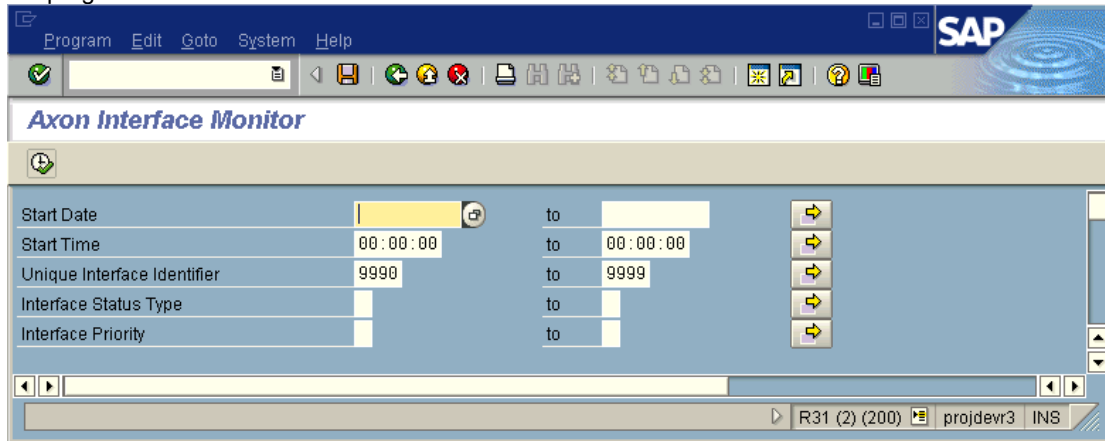 Program Edit Goto System Help
SAP
Axon Interface Monitor
Start Date to
Start Time 00:00:00 to 00:00:00
Unique Interface Identifier 9990 to 9999
Interface Status Type to
Interface Priority to
R31 (2) (200) projdevr3 INS